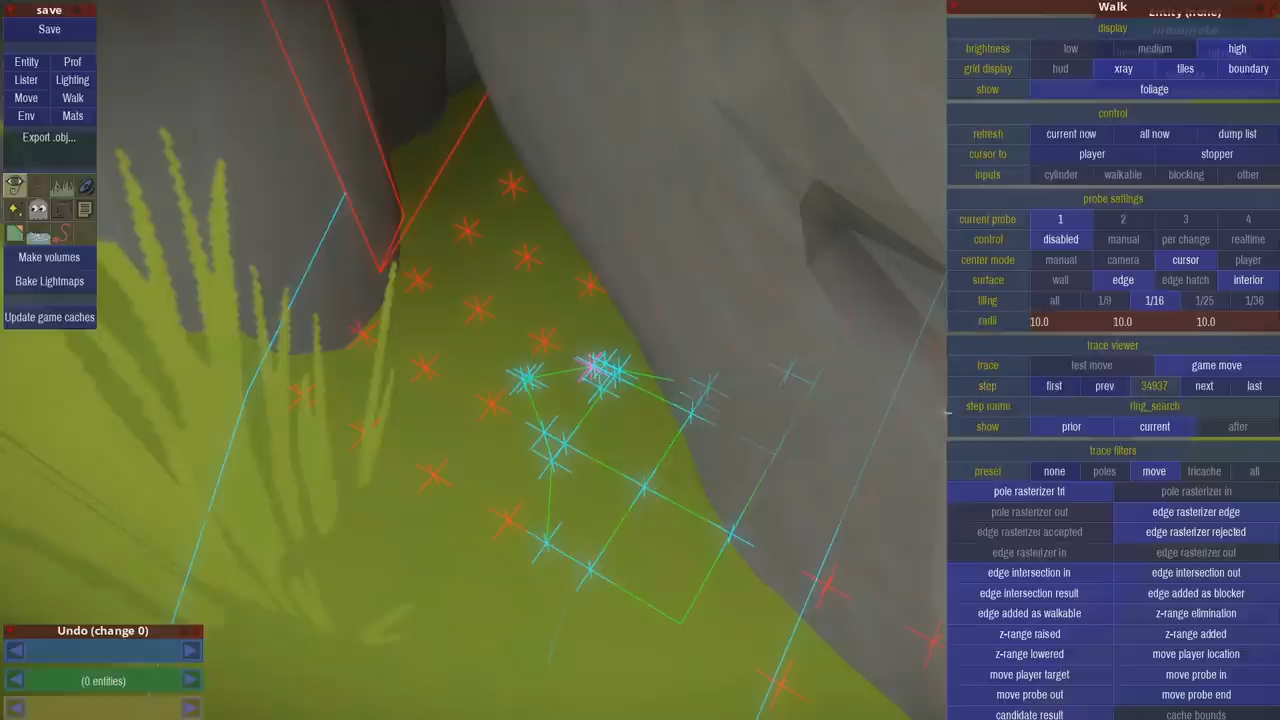 save
Save
Entity Prof
Lister Lighting
Move Walk
Env Mats
Export .obj...
Make volumes
Bake Lightmaps
Update game caches
Undo (change 0)
(0 entities)
Walk
Entity (none)
display
brightness low medium high
grid display hud xray tiles boundary
show foliage
control
refresh current now all now dump list
cursor to player stopper
inputs cylinder walkable blocking other
probe settings
current probe 1 2 3 4
control disabled manual per change realtime
center mode manual camera cursor player
surface wall edge edge hatch interior
tiling all 1/9 1/16 1/25 1/36
radii 10.0 10.0 10.0
trace viewer
trace test move game move
step first prev 34937 next last
step name ring_search
show prior current after
trace filters
preset none poles move tricache all
pole rasterizer tri pole rasterizer in
pole rasterizer out edge rasterizer edge
edge rasterizer accepted edge rasterizer rejected
edge rasterizer in edge rasterizer out
edge intersection in edge intersection out
edge intersection result edge added as blocker
edge added as walkable z-range elimination
z-range raised z-range added
z-range lowered move player location
move player target move probe in
move probe out move probe end
candidate result cache bounds